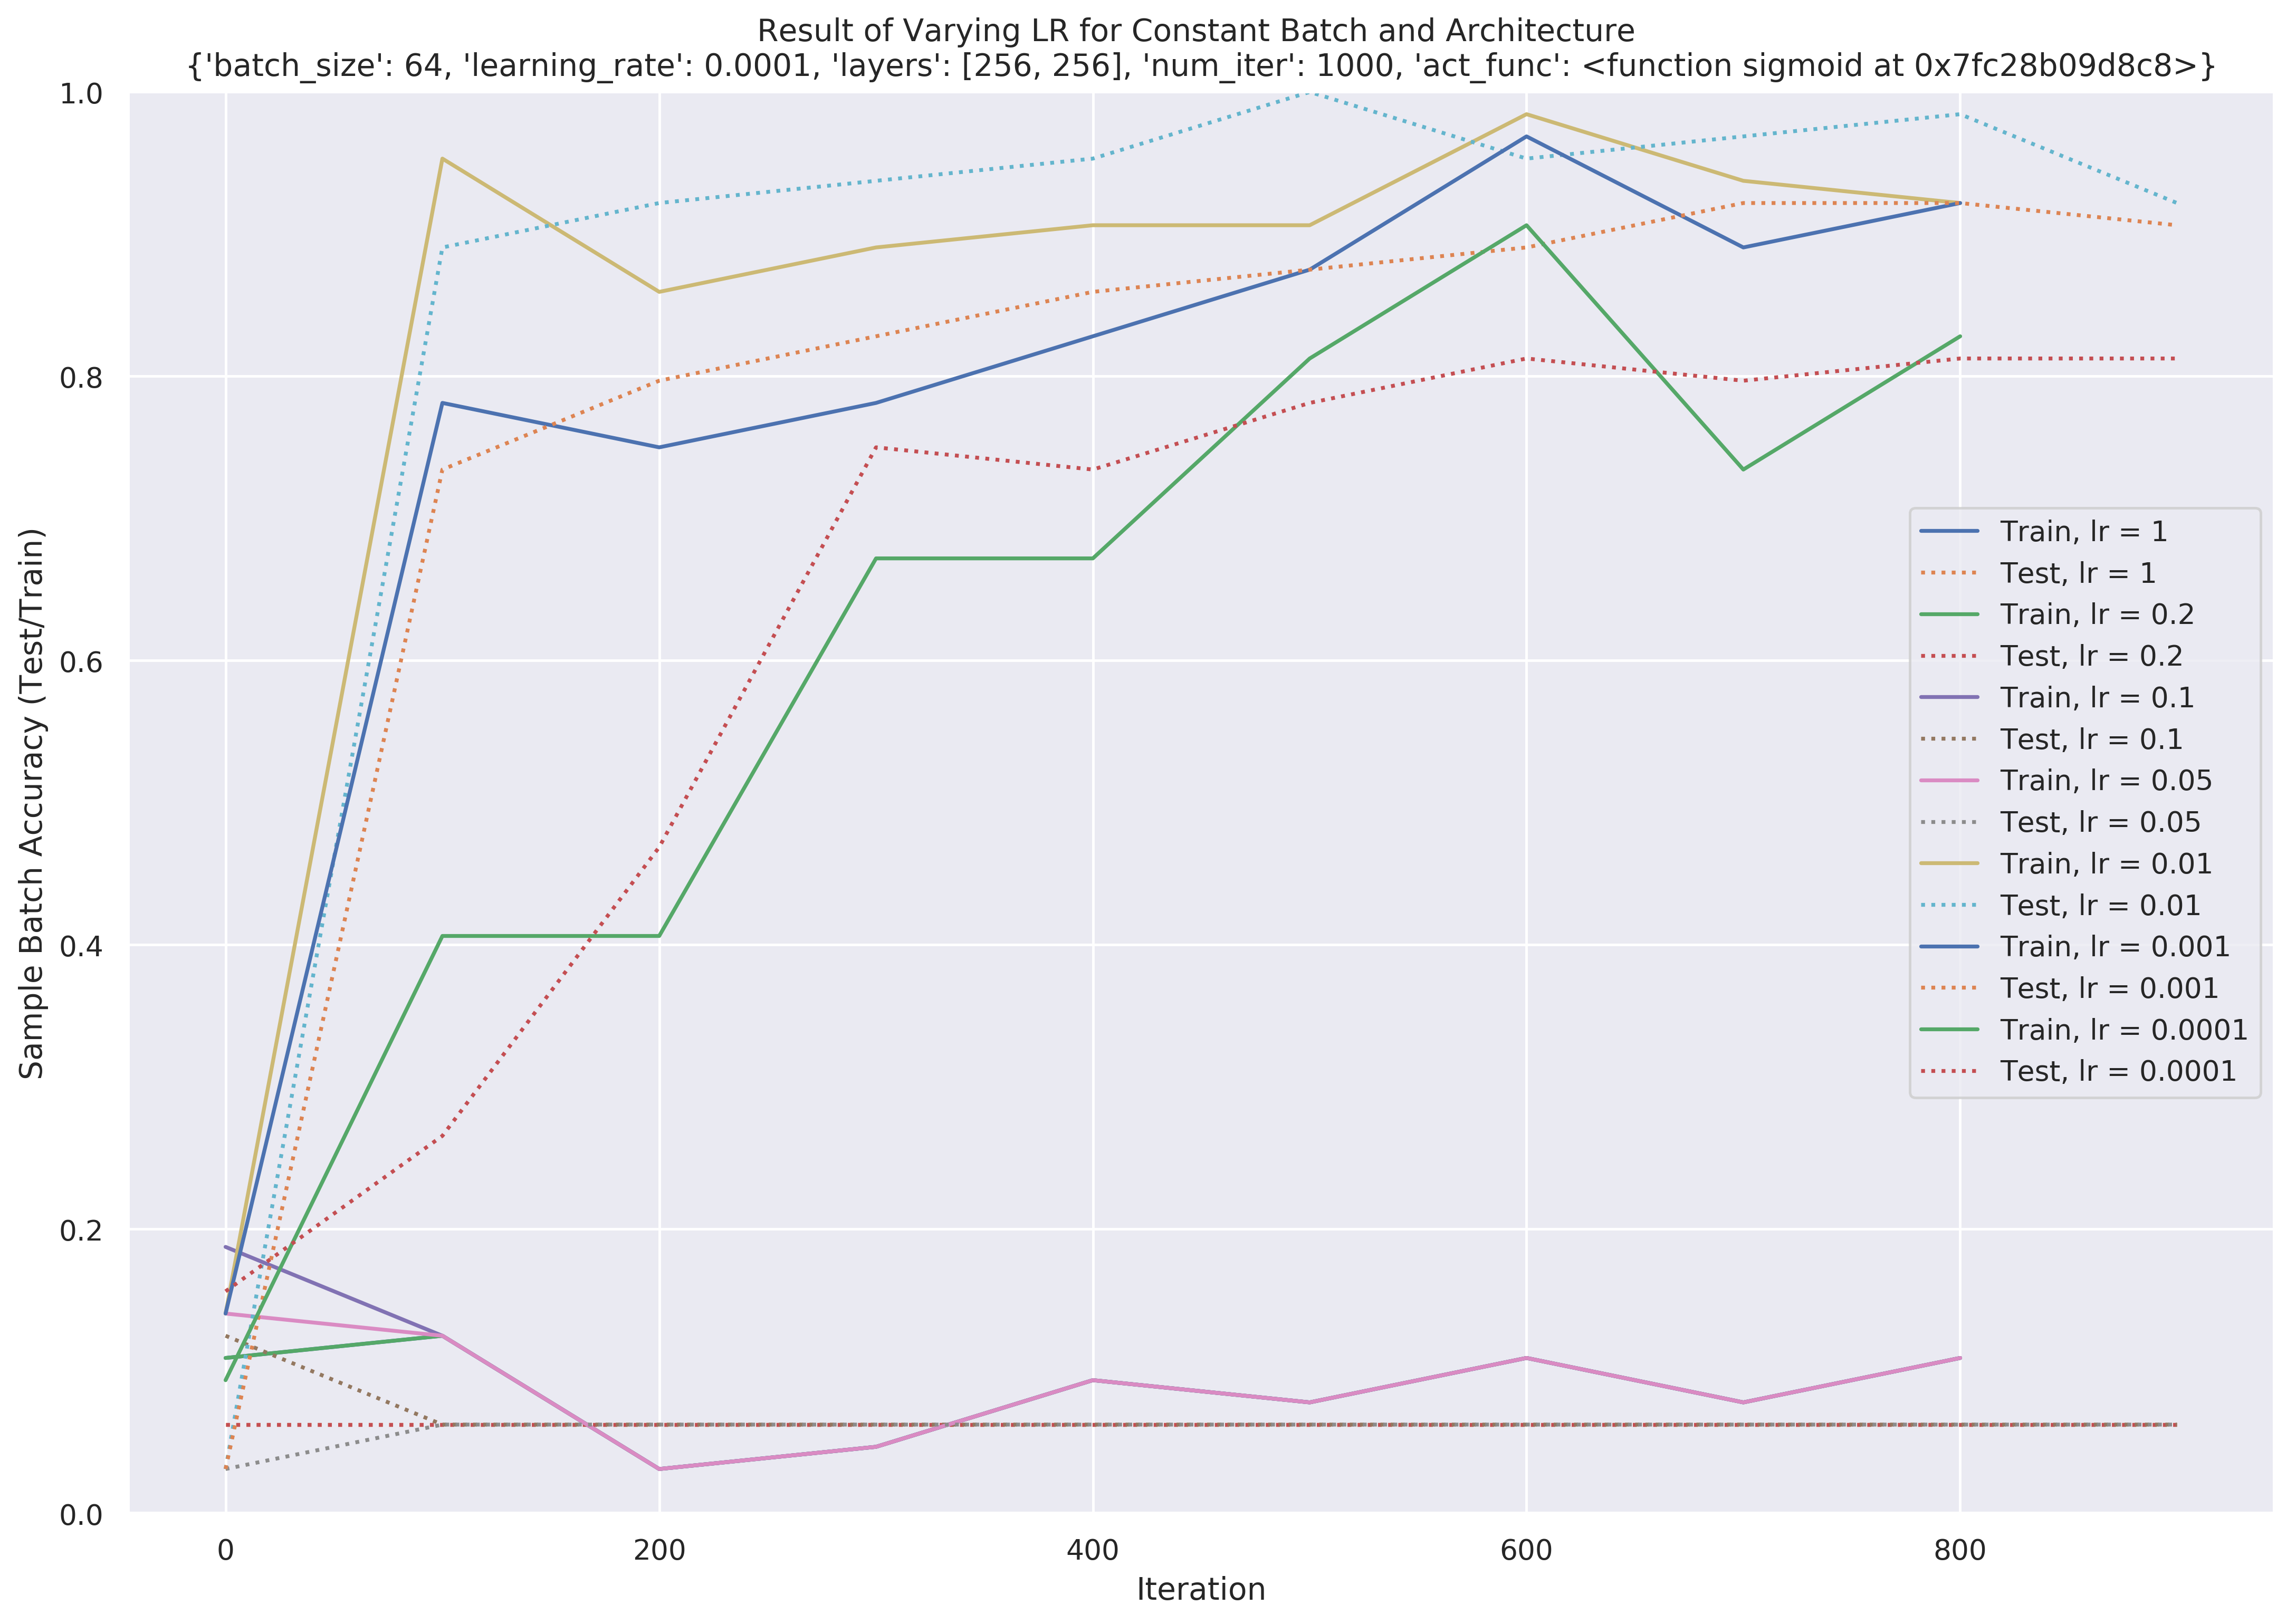 Result of Varying LR for Constant Batch and Architecture
{'batch_size': 64, 'learning_rate': 0.0001, 'layers': [256, 256], 'num_iter': 1000, 'act_func': <function sigmoid at 0x7fc28b09d8c8>}
1.0
0.8
0.6
0.4
0.2
0.0
Sample Batch Accuracy (Test/Train)
Train, lr = 1
Test, lr = 1
Train, lr = 0.2
Test, lr = 0.2
Train, lr = 0.1
Test, lr = 0.1
Train, lr = 0.05
Test, lr = 0.05
Train, lr = 0.01
Test, lr = 0.01
Train, lr = 0.001
Test, lr = 0.001
Train, lr = 0.0001
Test, lr = 0.0001
0 200 400 600 800
Iteration